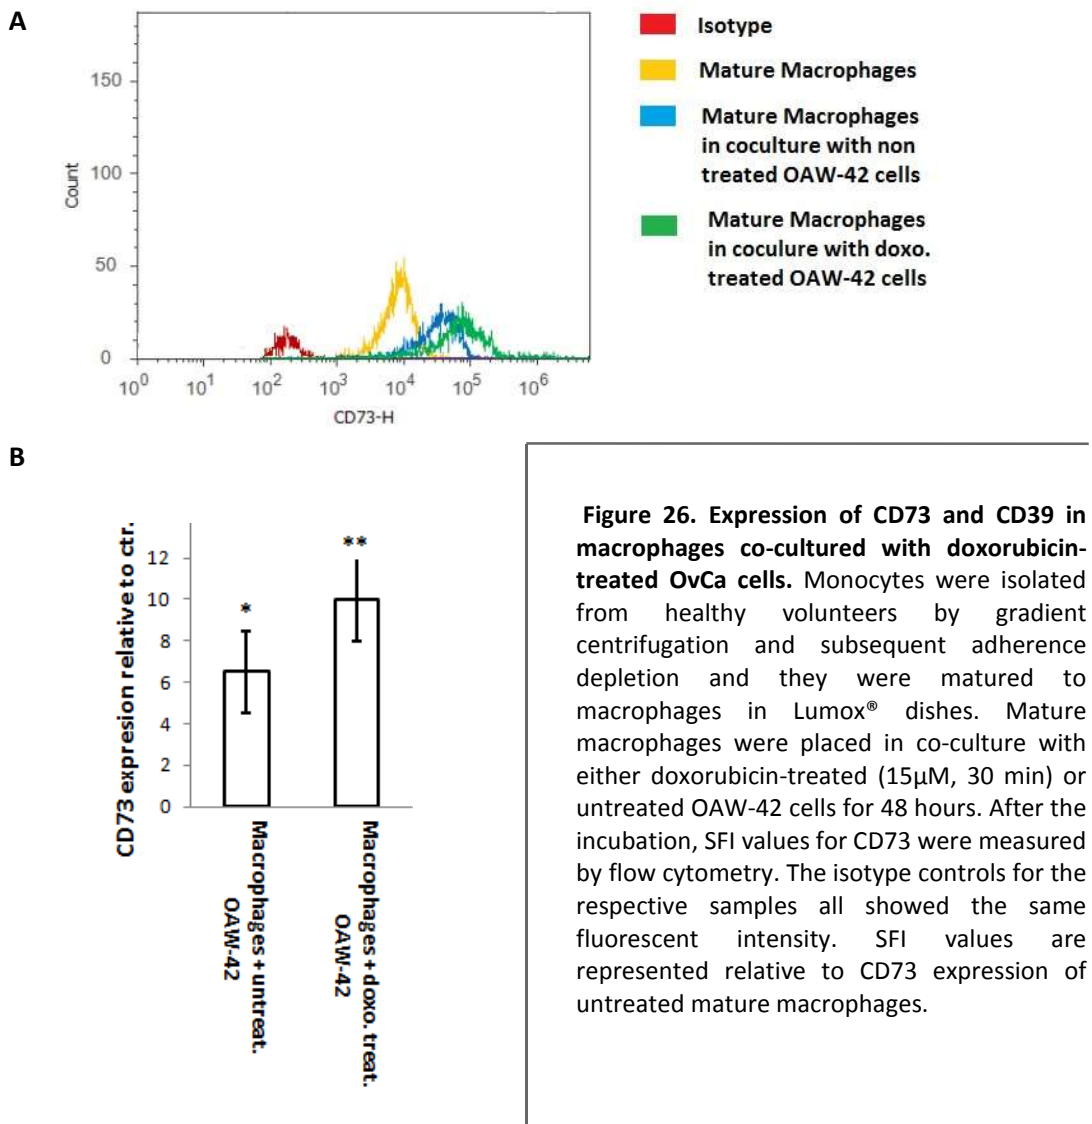 A
Count
150
100
50
0
10^0 10^1 10^2 10^3 10^4 10^5 10^6
CD73-H
Isotype
Mature Macrophages
Mature Macrophages
in coculture with non
treated OAW-42 cells
Mature Macrophages
in coculure with doxo.
treated OAW-42 cells
B
CD73 expresion relative to ctr.
12
10
8
6
4
2
0
*
**
Macrophages + untreat.
OAW-42
Macrophages + doxo. treat.
OAW-42
Figure 26. Expression of CD73 and CD39 in
macrophages co-cultured with doxorubicin-
treated OvCa cells. Monocytes were isolated
from healthy volunteers by gradient
centrifugation and subsequent adherence
depletion and they were matured to
macrophages in Lumox® dishes. Mature
macrophages were placed in co-culture with
either doxorubicin-treated (15µM, 30 min) or
untreated OAW-42 cells for 48 hours. After the
incubation, SFI values for CD73 were measured
by flow cytometry. The isotype controls for the
respective samples all showed the same
fluorescent intensity. SFI values are
represented relative to CD73 expression of
untreated mature macrophages.